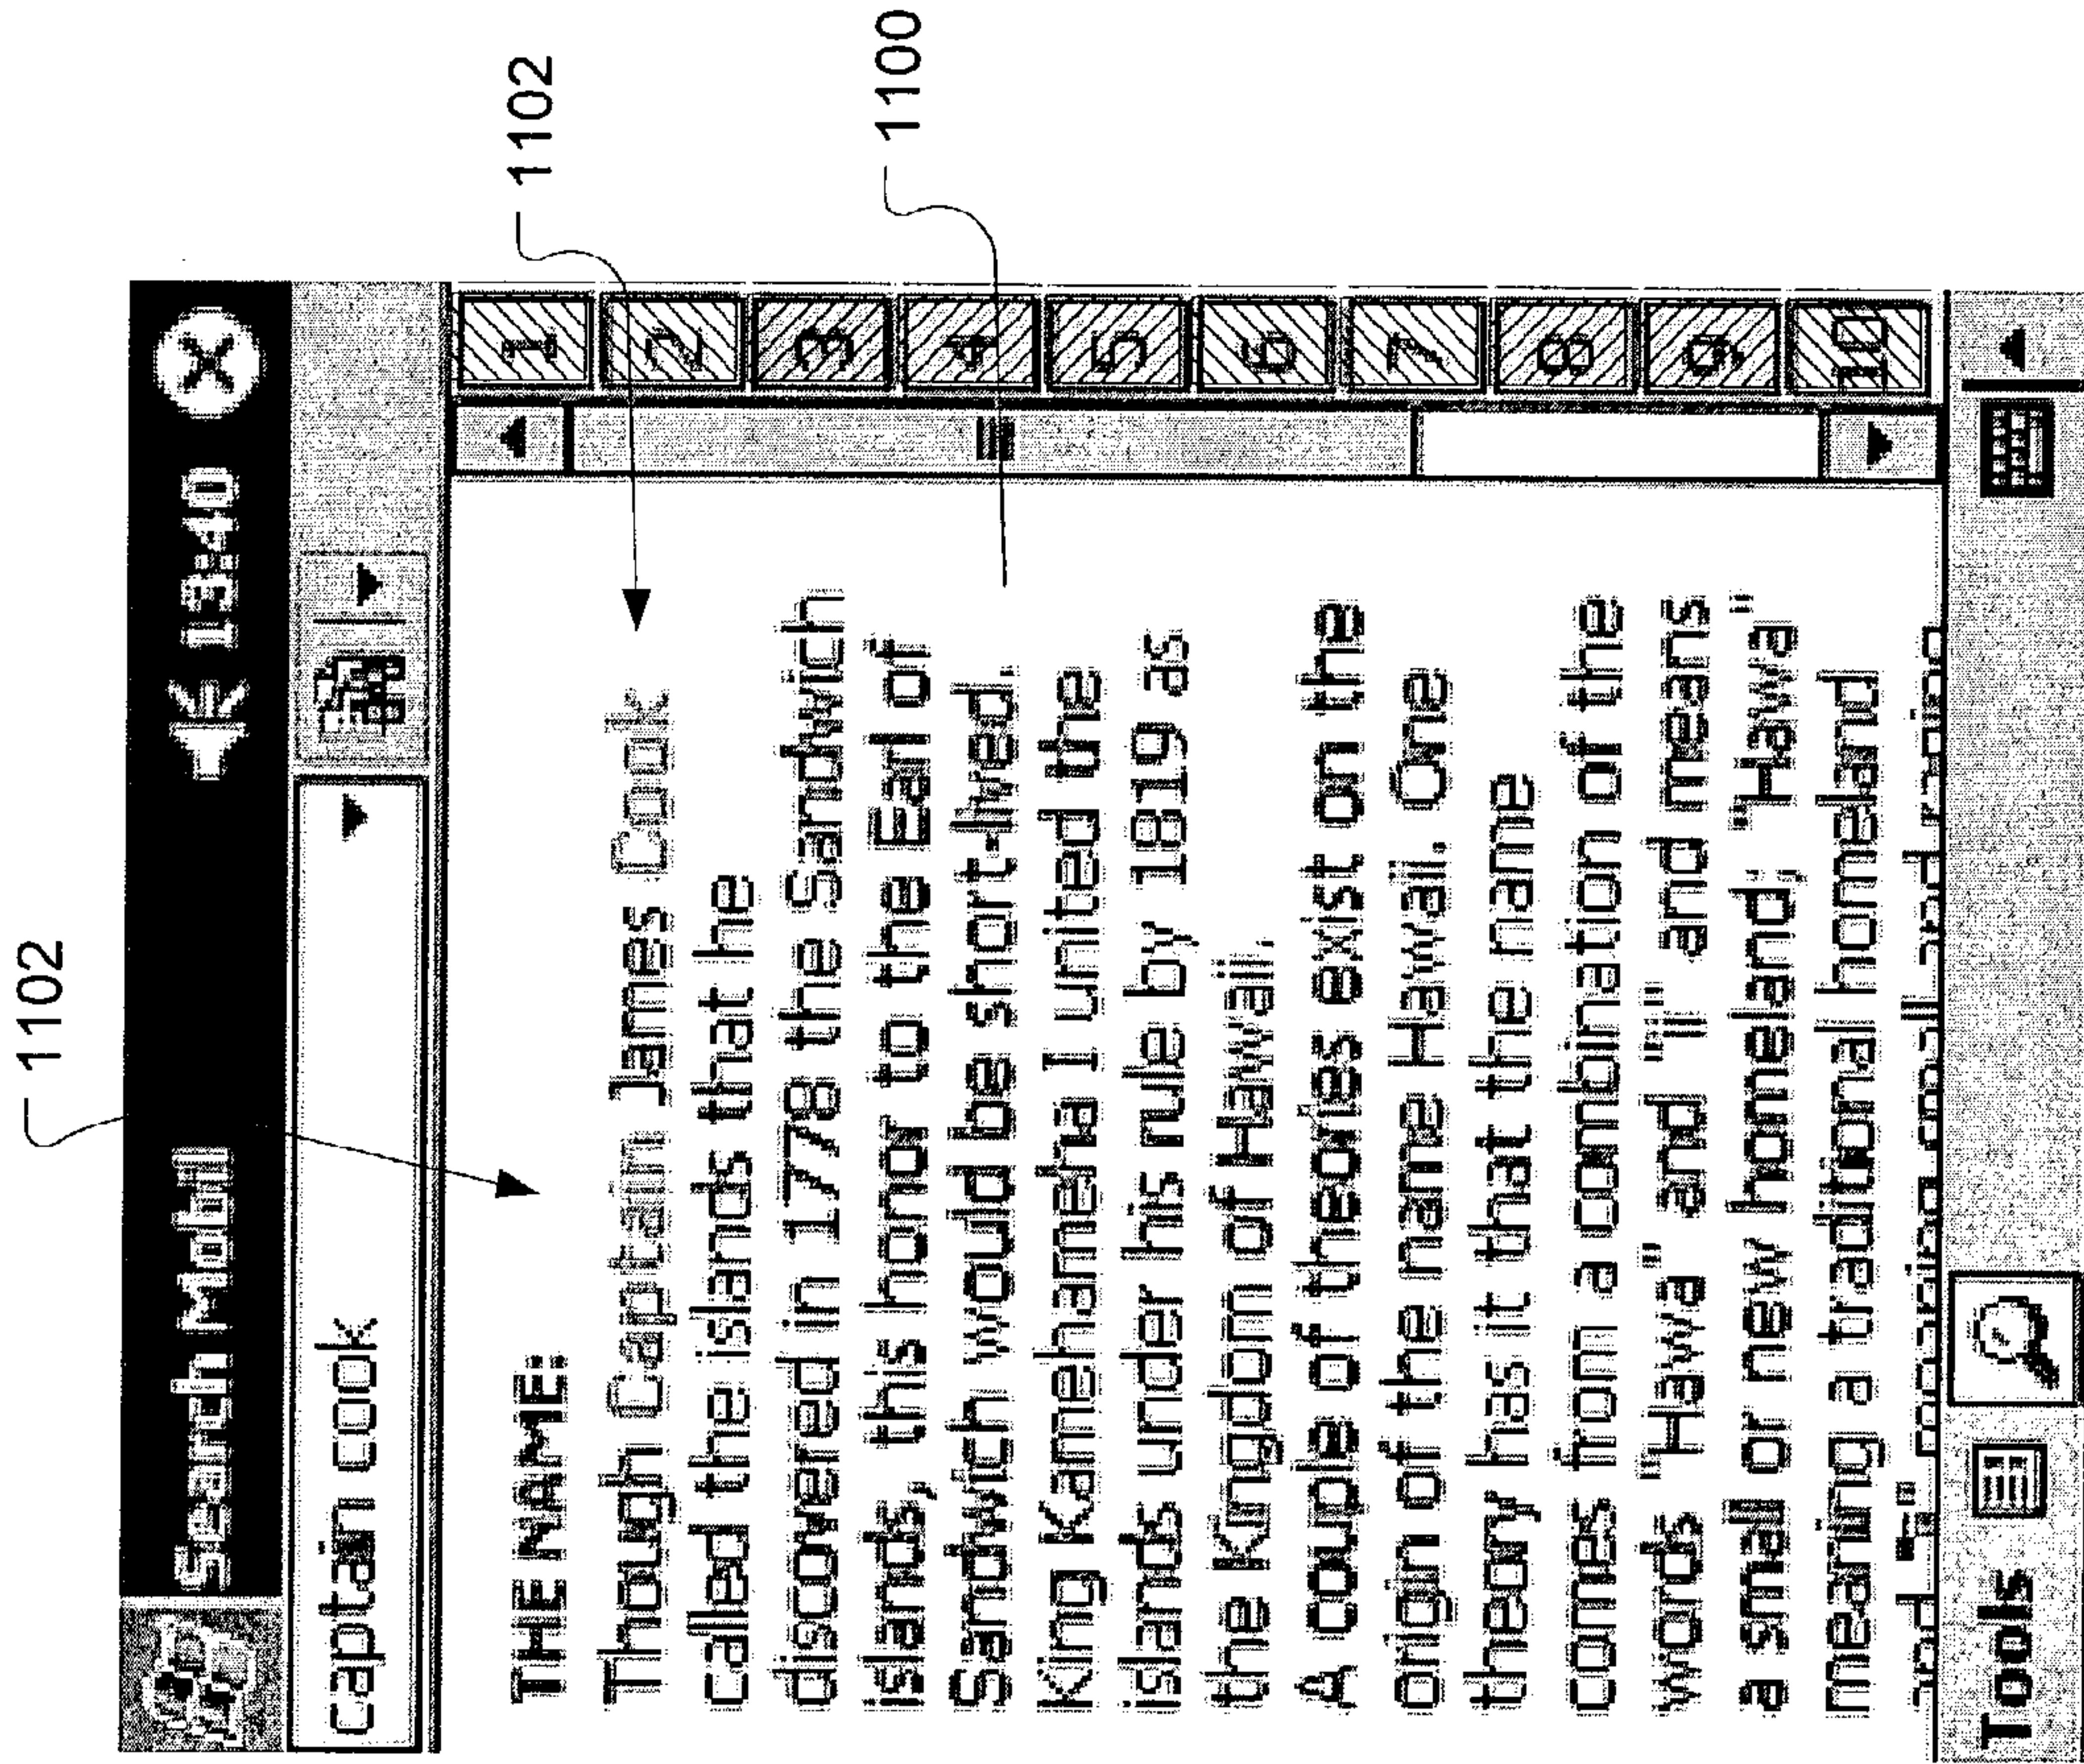 1102
Search Mobil 13:40
captain cook
1102
1100
THE NAME:
Though Captain James Cook
called the islands that he
discovered in 1778 the Sandwich
islands, this honor to the Earl of
Sandwich would be short-lived.
King Kamehameha I united the
islands under his rule by 1819 as
the Kingdom of Hawaii.
A couple of theories exist on the
origin of the name Hawaii. One
theory has it that the name
comes from a combination of the
words "Hawa" and "ii" and means
a small or new homeland; "Hawa"
meaning a traditional homeland
1
2
3
4
5
6
7
8
9
10
Tools